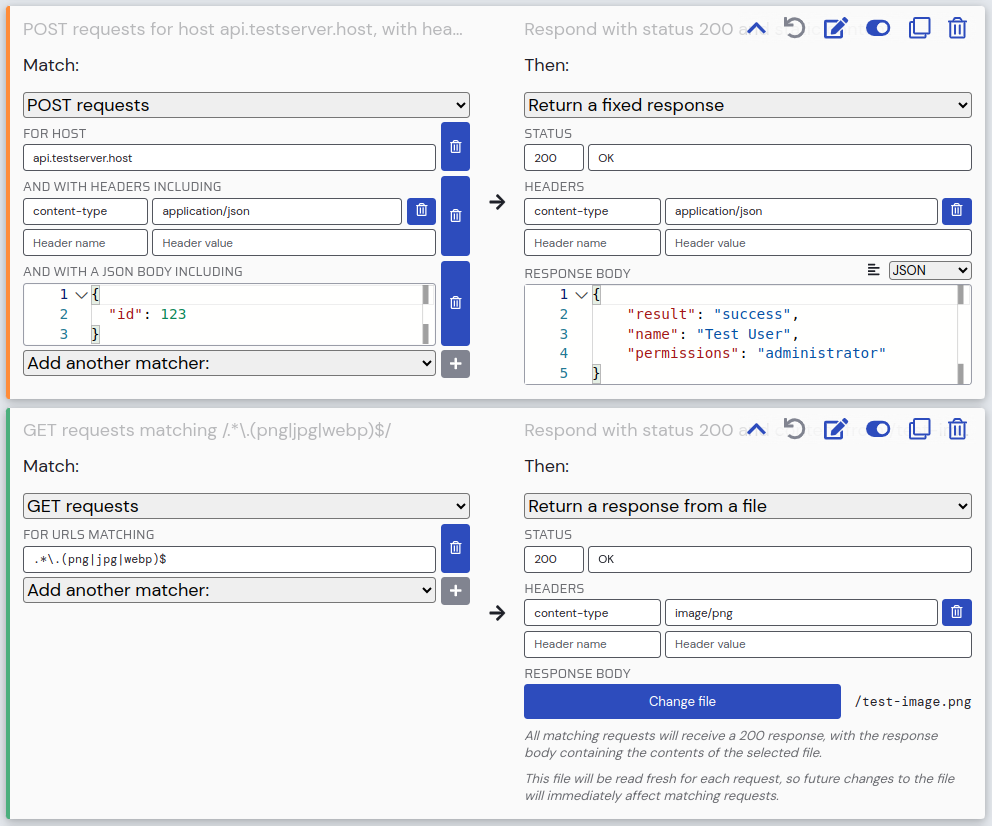 POST requests for host api.testserver.host, with hea...
Match:
POST requests
FOR HOST
api.testserver.host
AND WITH HEADERS INCLUDING
content-type application/json
Header name Header value
AND WITH A JSON BODY INCLUDING
1 {
2 "id": 123
3 }
Add another matcher:
Respond with status 200 and
Then:
Return a fixed response
STATUS
200 OK
HEADERS
content-type application/json
Header name Header value
RESPONSE BODY JSON
1 {
2 "result": "success",
3 "name": "Test User",
4 "permissions": "administrator"
5 }
GET requests matching /.*\.(png|jpg|webp)$/
Match:
GET requests
FOR URLS MATCHING
.*\.(png|jpg|webp)$
Add another matcher:
Respond with status 200 and
Then:
Return a response from a file
STATUS
200 OK
HEADERS
content-type image/png
Header name Header value
RESPONSE BODY
Change file /test-image.png
All matching requests will receive a 200 response, with the response
body containing the contents of the selected file.
This file will be read fresh for each request, so future changes to the file
will immediately affect matching requests.